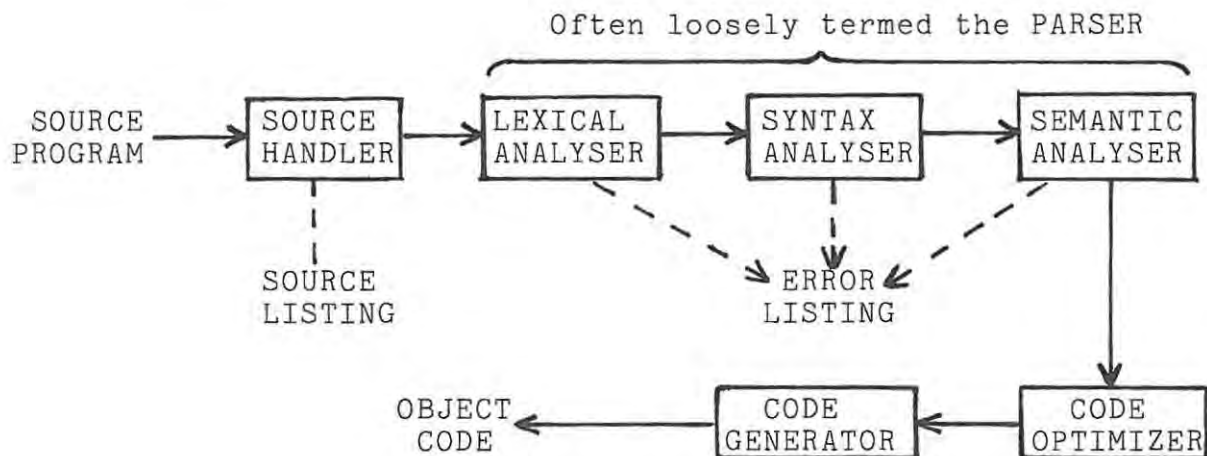 Often loosely termed the PARSER
SOURCE
PROGRAM
SOURCE
HANDLER
LEXICAL
ANALYSER
SYNTAX
ANALYSER
SEMANTIC
ANALYSER
SOURCE
LISTING
ERROR
LISTING
OBJECT
CODE
CODE
GENERATOR
CODE
OPTIMIZER